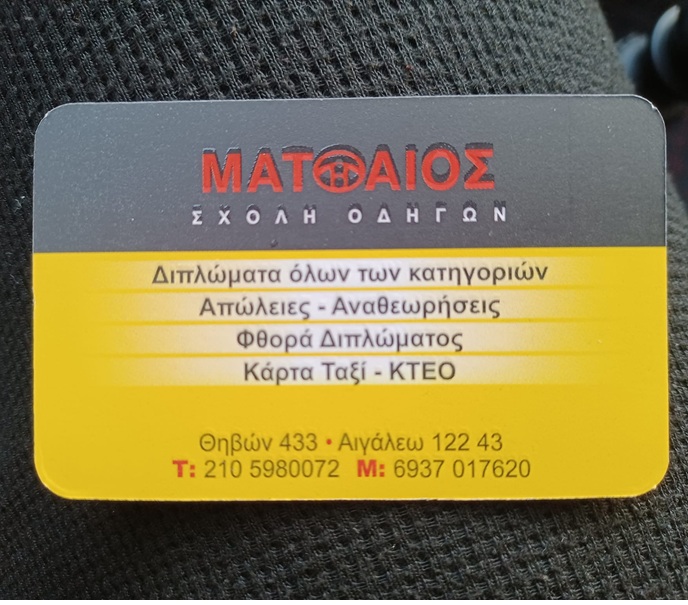 ΜΑΤΘΑΙΟΣ
ΣΧΟΛΗ ΟΔΗΓΩΝ
Διπλώματα όλων των κατηγοριών
Απώλειες - Αναθεωρήσεις
Φθορά Διπλώματος
Κάρτα Ταξί - ΚΤΕΟ
Θηβών 433 • Αιγάλεω 122 43
Τ: 210 5980072 Μ: 6937 017620